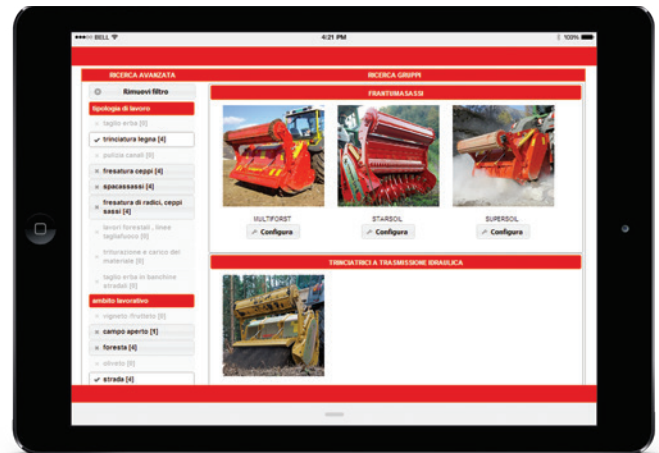 BELL
4:21 PM
100%
RICERCA AVANZATA
RICERCA GRUPPI
Rimuovi filtro
tipologia di lavoro
taglio erba [0]
trinciatura legna [4]
pulizia canali [0]
fresatura ceppi [4]
spacassassi [4]
fresatura di radici, ceppi
sassi [4]
lavori forestali , linee
tagliafuoco [0]
triturazione e carico del
materiale [0]
taglio erba in banchine
stradali [0]
ambito lavorativo
vigneto /frutteto [0]
campo aperto [1]
foresta [4]
oliveto [0]
strada [4]
FRANTUMASASSI
MULTIFORST
STARSOIL
SUPERSOIL
Configura
Configura
Configura
TRINCIATRICI A TRASMISSIONE IDRAULICA